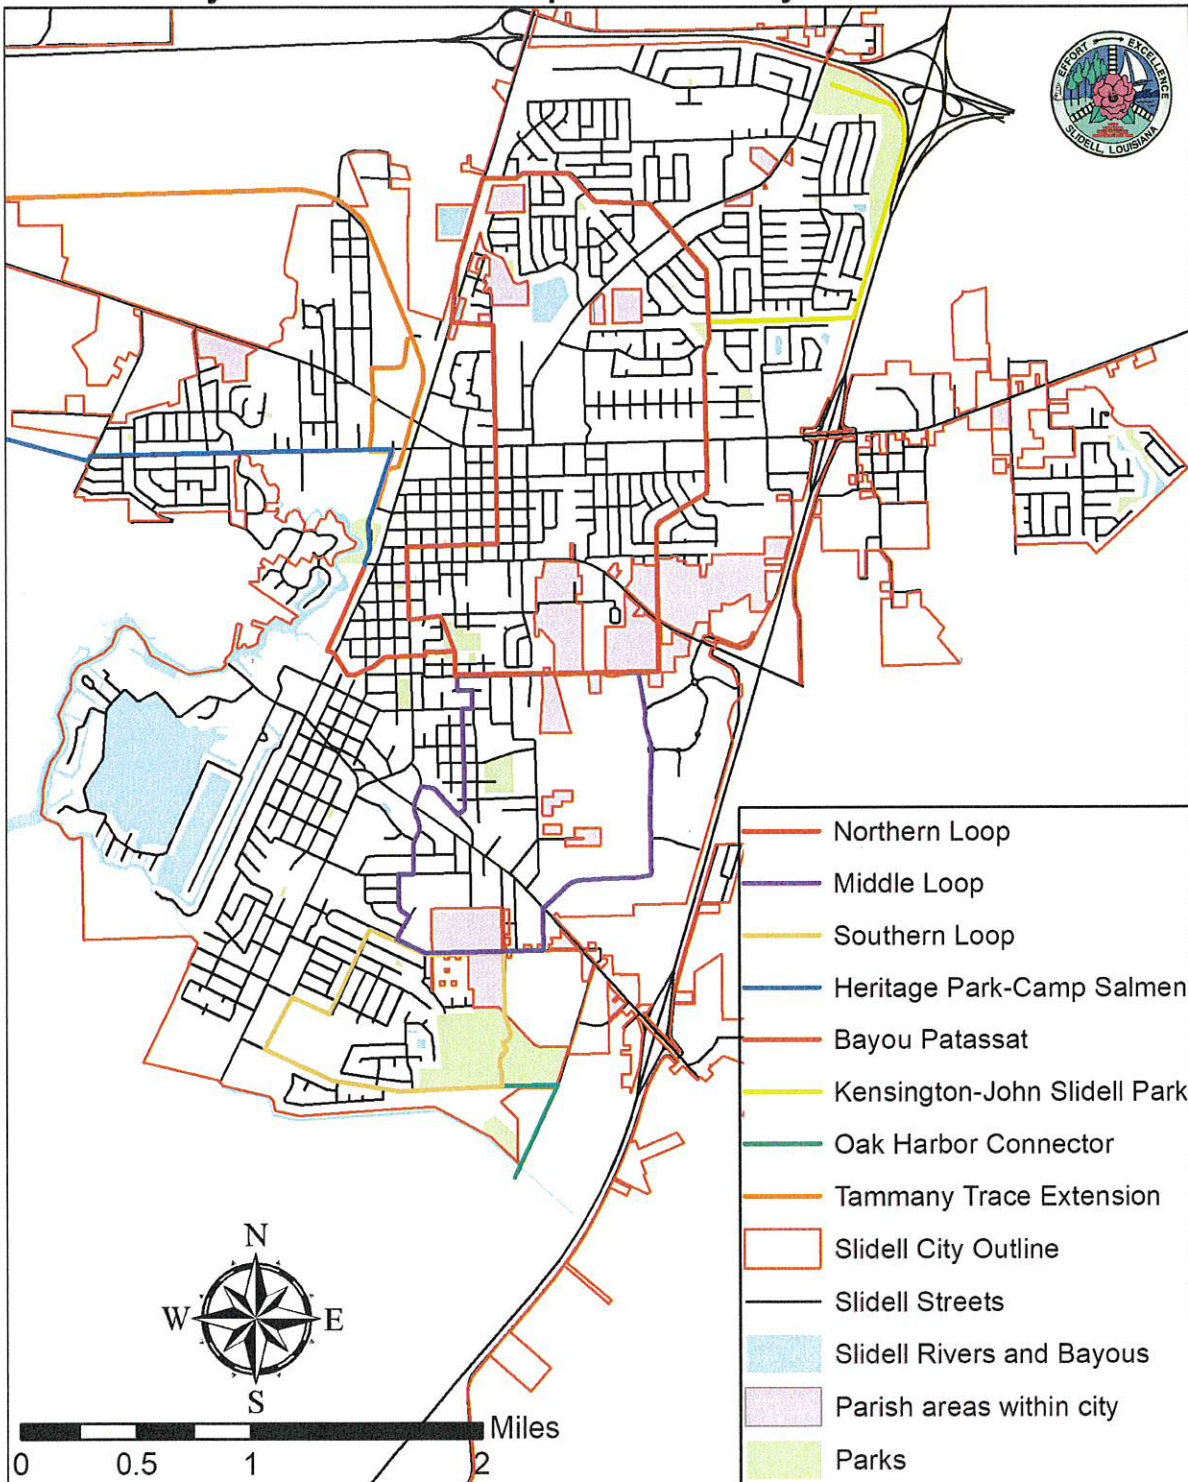 EFFORT EXCELLENCE
SLIDELL, LOUISIANA
Northern Loop
Middle Loop
Southern Loop
Heritage Park-Camp Salmen
Bayou Patassat
Kensington-John Slidell Park
Oak Harbor Connector
Tammany Trace Extension
Slidell City Outline
Slidell Streets
Slidell Rivers and Bayous
Parish areas within city
Parks
N
W E
S
Miles
0 0.5 1 2